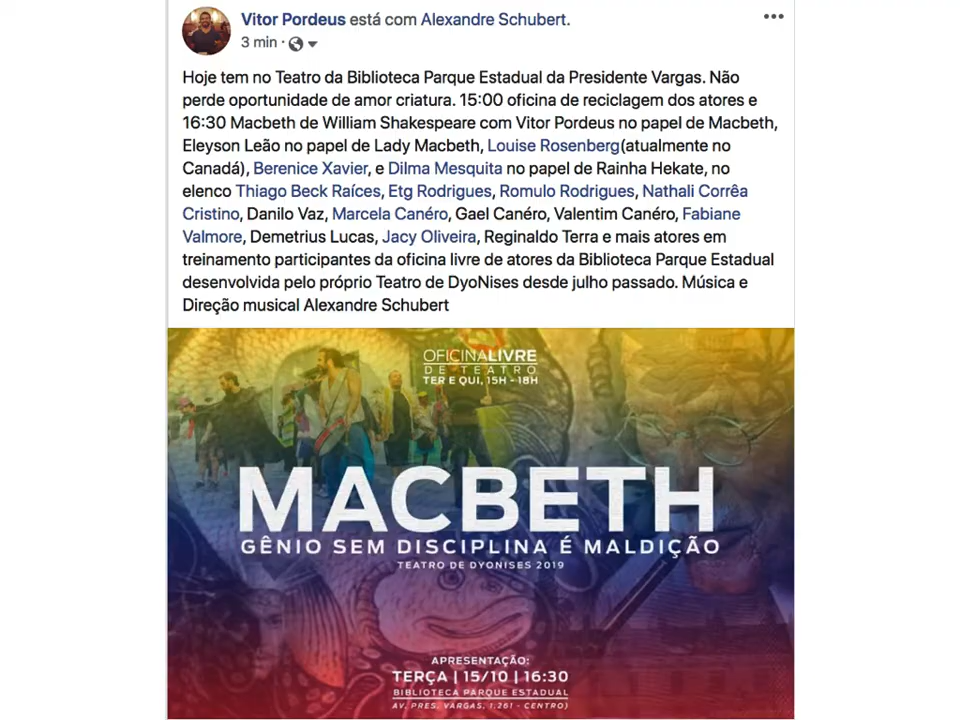 Vitor Pordeus está com Alexandre Schubert.
3 min ·
Hoje tem no Teatro da Biblioteca Parque Estadual da Presidente Vargas. Não
perde oportunidade de amor criatura. 15:00 oficina de reciclagem dos atores e
16:30 Macbeth de William Shakespeare com Vitor Pordeus no papel de Macbeth,
Eleyson Leão no papel de Lady Macbeth, Louise Rosenberg(atualmente no
Canadá), Berenice Xavier, e Dilma Mesquita no papel de Rainha Hekate, no
elenco Thiago Beck Raíces, Etg Rodrigues, Romulo Rodrigues, Nathali Corrêa
Cristino, Danilo Vaz, Marcela Canéro, Gael Canéro, Valentim Canéro, Fabiane
Valmore, Demetrius Lucas, Jacy Oliveira, Reginaldo Terra e mais atores em
treinamento participantes da oficina livre de atores da Biblioteca Parque Estadual
desenvolvida pelo próprio Teatro de DyoNises desde julho passado. Música e
Direção musical Alexandre Schubert
OFICINALIVRE
DE TEATRO
TER E QUI, 15H - 18H
MACBETH
GÊNIO SEM DISCIPLINA É MALDIÇÃO
TEATRO DE DYONISES 2019
APRESENTAÇÃO:
TERÇA | 15/10 | 16:30
BIBLIOTECA PARQUE ESTADUAL
AV. PRES. VARGAS, 1.261 - CENTRO)